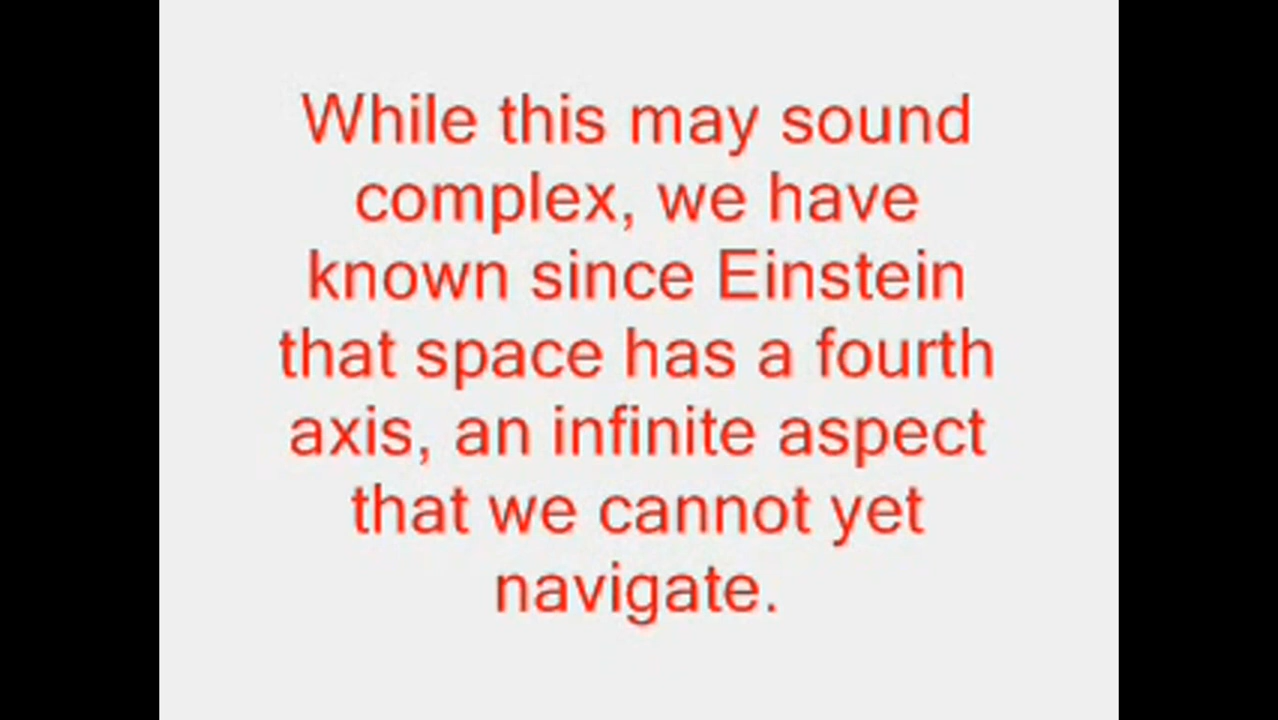 While this may sound
complex, we have
known since Einstein
that space has a fourth
axis, an infinite aspect
that we cannot yet
navigate.